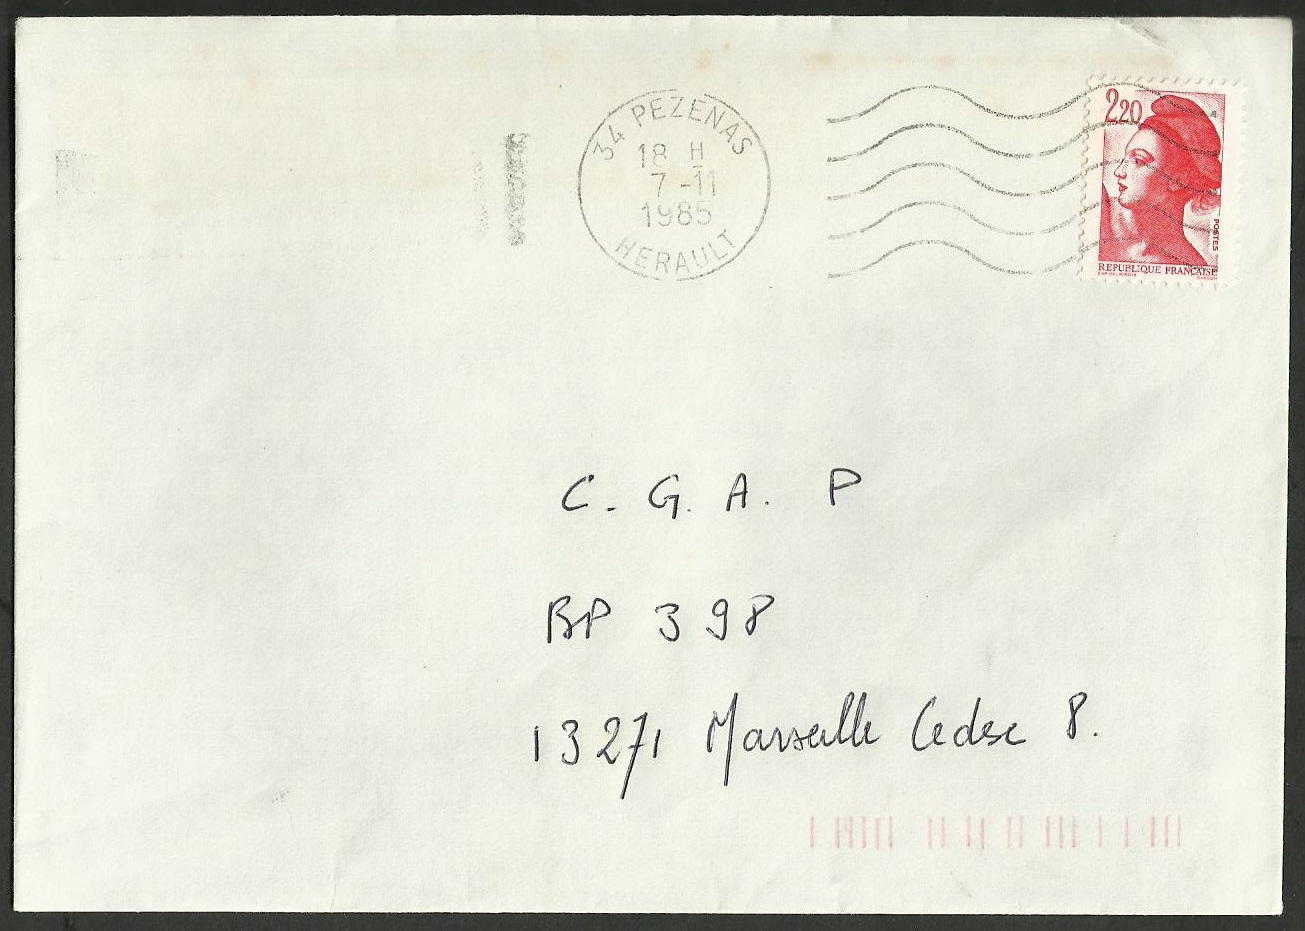 34 PEZENAS
18 H
7 -11
1985
HERAULT
2,20
POSTES
REPUBLIQUE FRANÇAISE
C. G. A. P
BP 398
13271 Marseille Cedex 8.